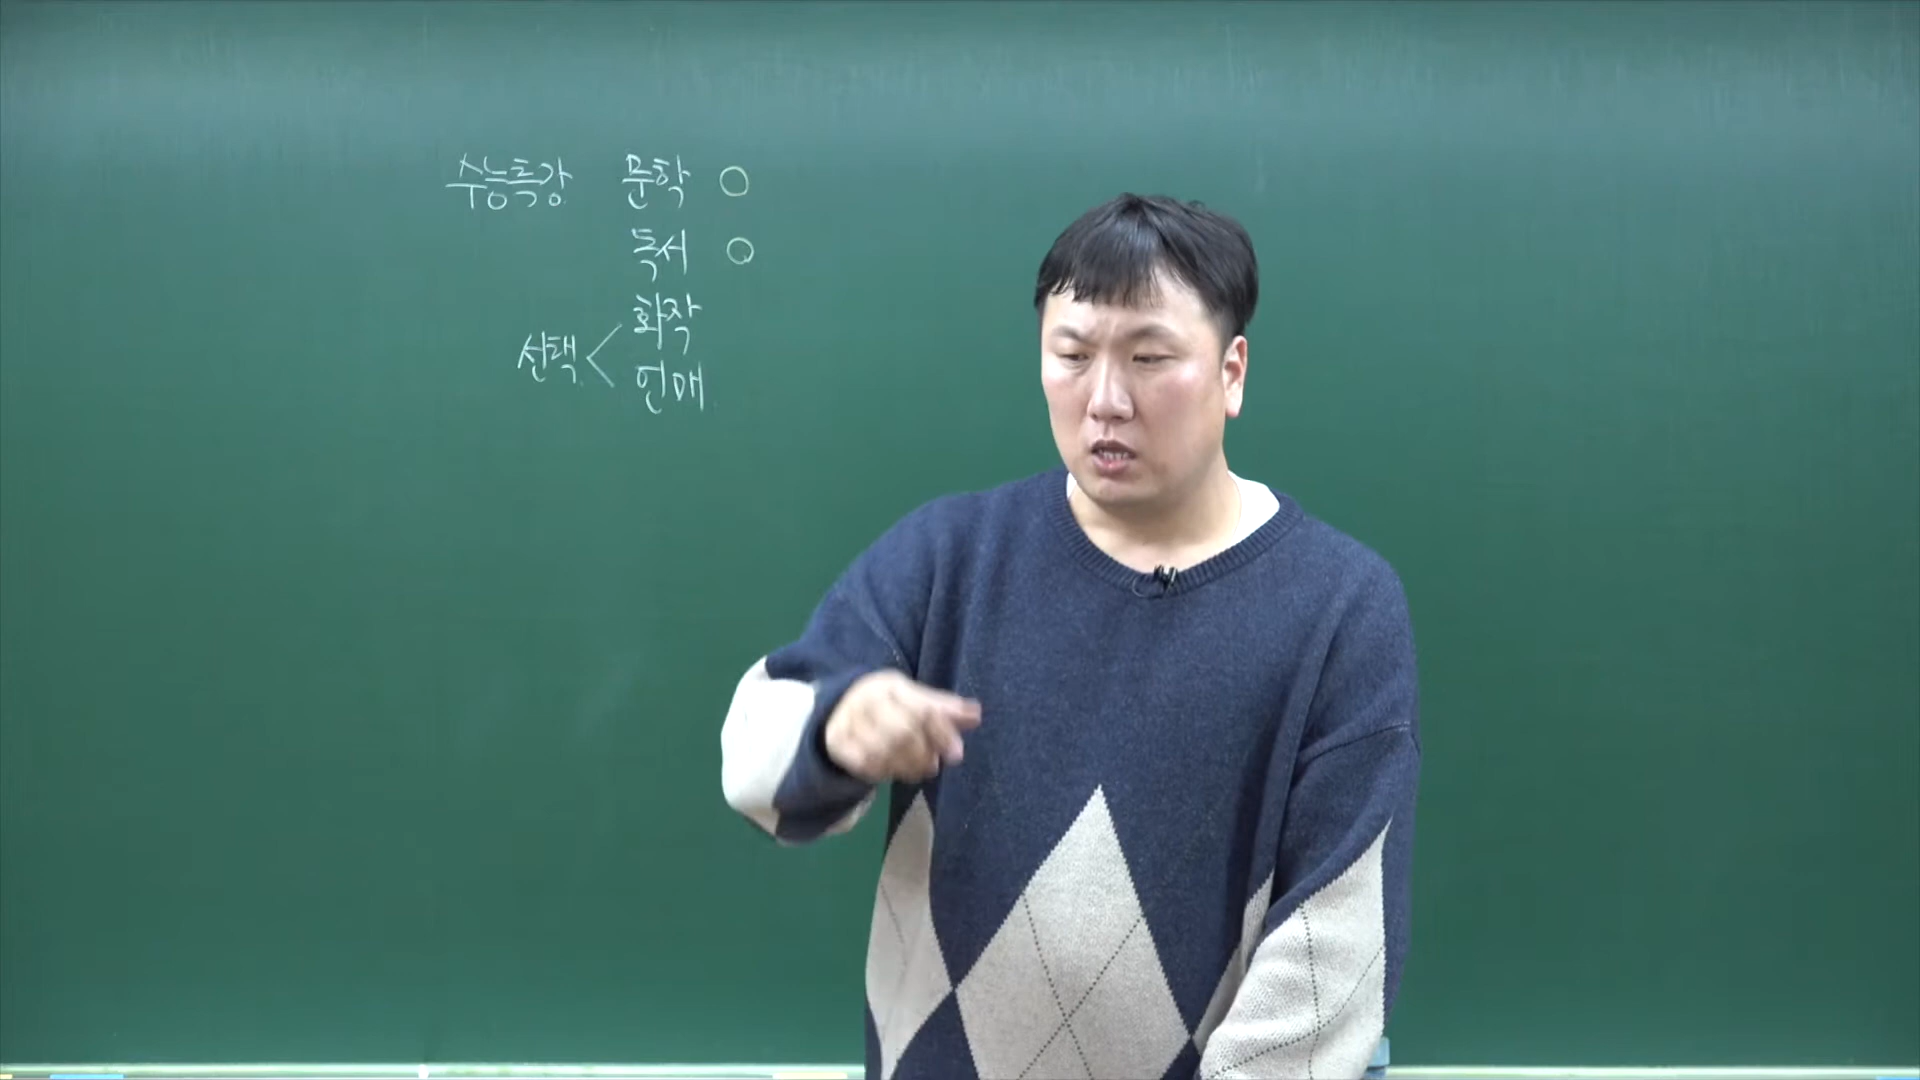 수능특강 문학 ○
독서 ○
선택 < 화작
언매